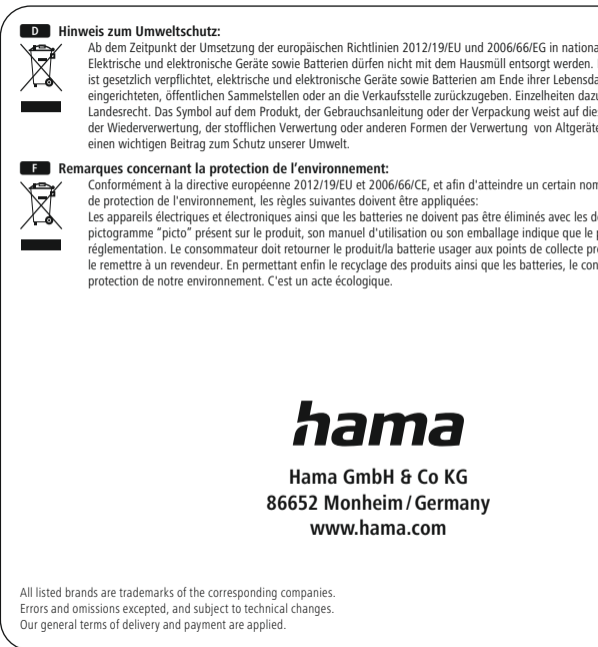 D Hinweis zum Umweltschutz:
Ab dem Zeitpunkt der Umsetzung der europäischen Richtlinien 2012/19/EU und 2006/66/EG in nationa
Elektrische und elektronische Geräte sowie Batterien dürfen nicht mit dem Hausmüll entsorgt werden.
ist gesetzlich verpflichtet, elektrische und elektronische Geräte sowie Batterien am Ende ihrer Lebensda
eingerichteten, öffentlichen Sammelstellen oder an die Verkaufsstelle zurückzugeben. Einzelheiten dazu
Landesrecht. Das Symbol auf dem Produkt, der Gebrauchsanleitung oder der Verpackung weist auf dies
der Wiederverwertung, der stofflichen Verwertung oder anderen Formen der Verwertung von Altgeräte
einen wichtigen Beitrag zum Schutz unserer Umwelt.
F Remarques concernant la protection de l'environnement:
Conformément à la directive européenne 2012/19/EU et 2006/66/CE, et afin d'atteindre un certain nom
de protection de l'environnement, les règles suivantes doivent être appliquées:
Les appareils électriques et électroniques ainsi que les batteries ne doivent pas être éliminés avec les d
pictogramme "picto" présent sur le produit, son manuel d'utilisation ou son emballage indique que le p
réglementation. Le consommateur doit retourner le produit/la batterie usager aux points de collecte pr
le remettre à un revendeur. En permettant enfin le recyclage des produits ainsi que les batteries, le con
protection de notre environnement. C'est un acte écologique.
hama
Hama GmbH & Co KG
86652 Monheim / Germany
www.hama.com
All listed brands are trademarks of the corresponding companies.
Errors and omissions excepted, and subject to technical changes.
Our general terms of delivery and payment are applied.